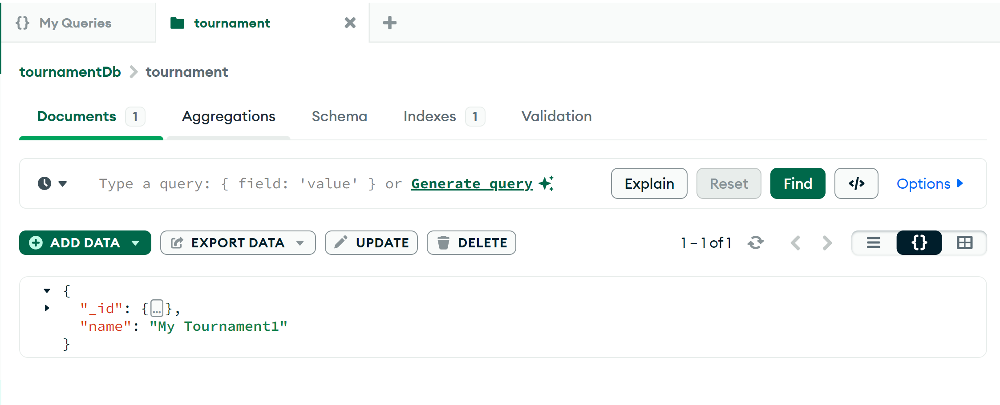 {} My Queries tournament
tournamentDb tournament
Documents 1 Aggregations Schema Indexes 1 Validation
Type a query: { field: 'value' } or Generate query Explain Reset Find </> Options
ADD DATA EXPORT DATA UPDATE DELETE 1 – 1 of 1 {}
{
"_id": {...},
"name": "My Tournament1"
}